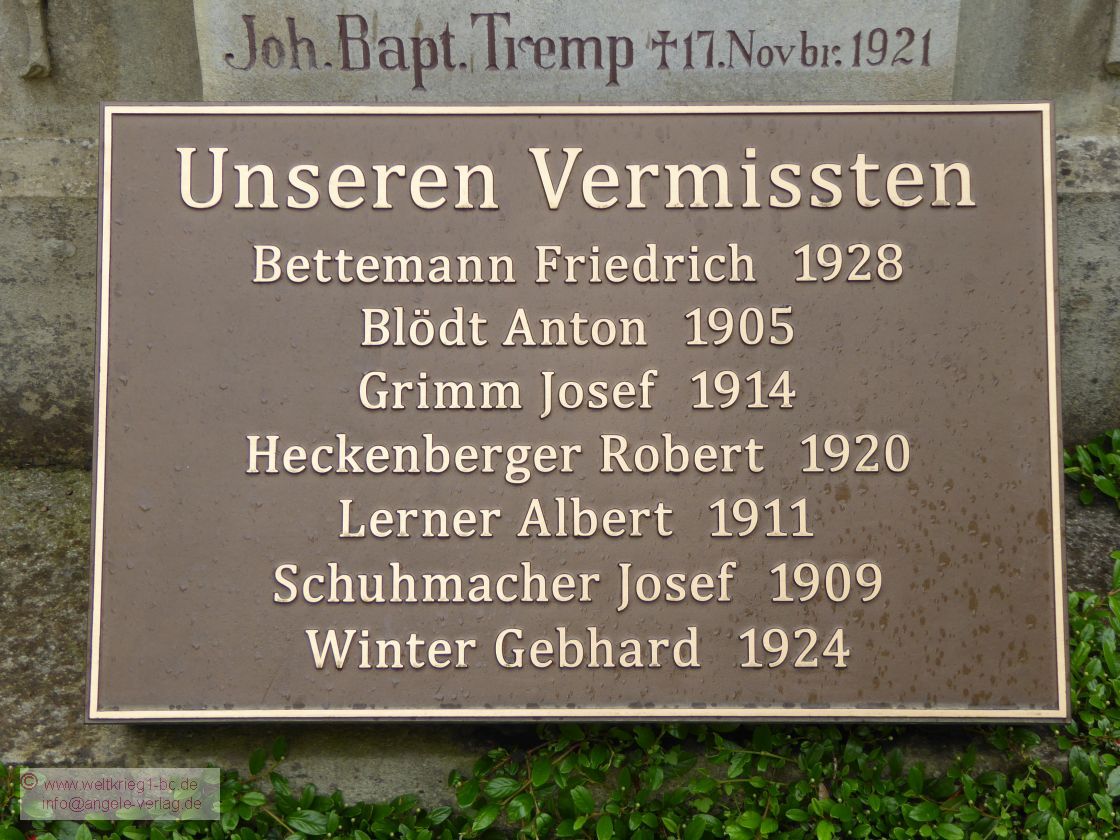 Joh. Bapt. Tremp ✝17. Novbr: 1921
Unseren Vermissten
Bettemann Friedrich 1928
Blödt Anton 1905
Grimm Josef 1914
Heckenberger Robert 1920
Lerner Albert 1911
Schuhmacher Josef 1909
Winter Gebhard 1924
© www.weltkrieg1-bc.de
info@angele-verlag.de